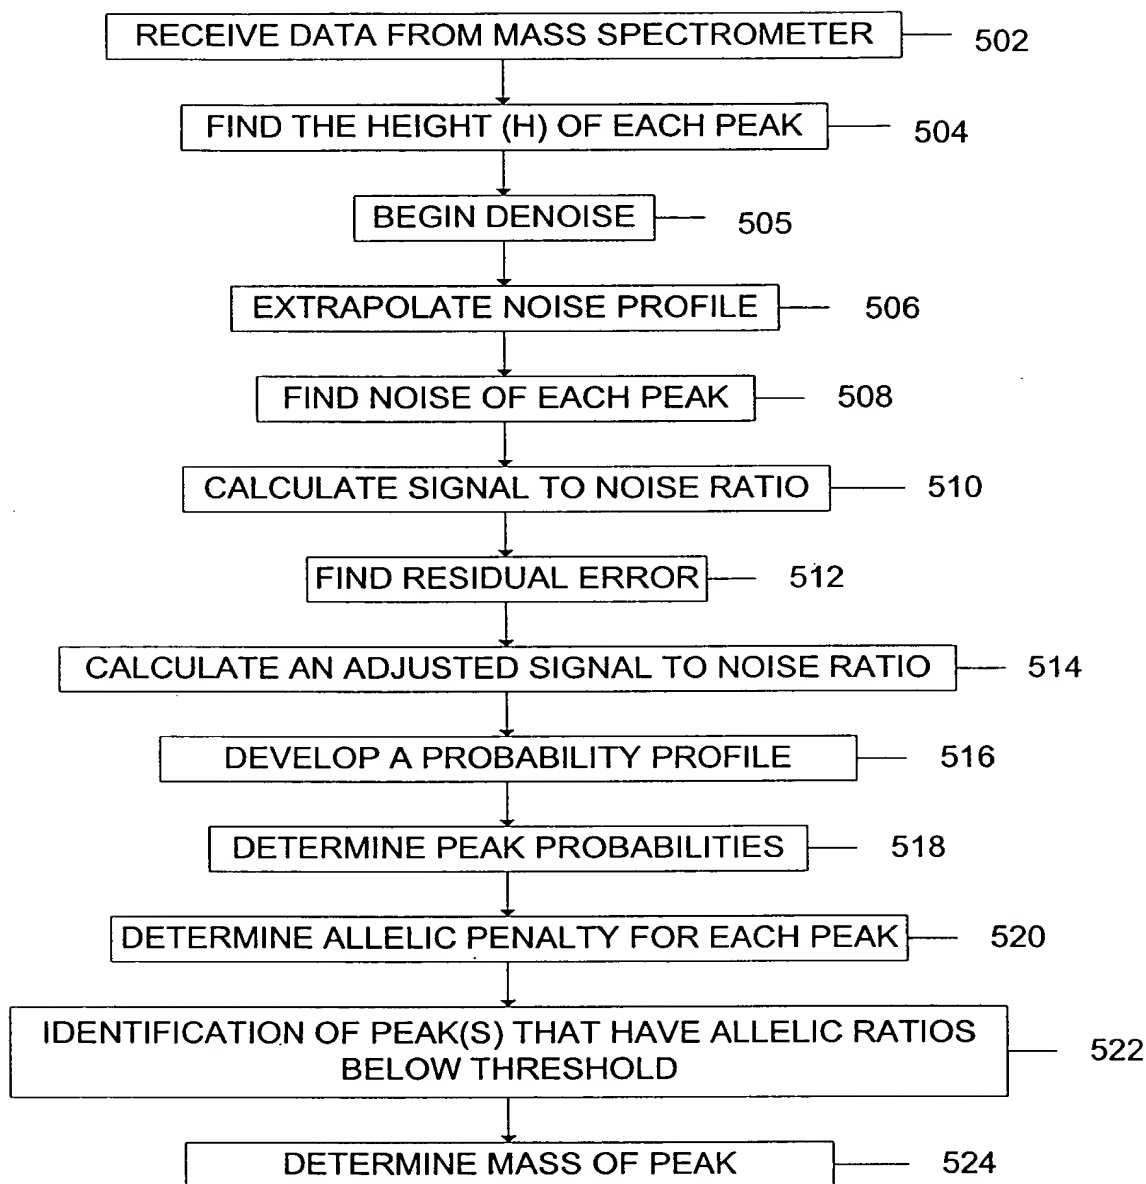 RECEIVE DATA FROM MASS SPECTROMETER 502
FIND THE HEIGHT (H) OF EACH PEAK 504
BEGIN DENOISE 505
EXTRAPOLATE NOISE PROFILE 506
FIND NOISE OF EACH PEAK 508
CALCULATE SIGNAL TO NOISE RATIO 510
FIND RESIDUAL ERROR 512
CALCULATE AN ADJUSTED SIGNAL TO NOISE RATIO 514
DEVELOP A PROBABILITY PROFILE 516
DETERMINE PEAK PROBABILITIES 518
DETERMINE ALLELIC PENALTY FOR EACH PEAK 520
IDENTIFICATION OF PEAK(S) THAT HAVE ALLELIC RATIOS
BELOW THRESHOLD 522
DETERMINE MASS OF PEAK 524